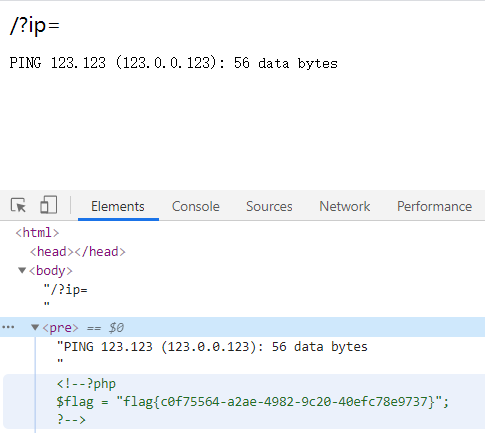 /?ip=
PING 123.123 (123.0.0.123): 56 data bytes
Elements Console Sources Network Performance
<html>
<head></head>
▼<body>
"/?ip=
"
··· ▼<pre> == $0
"PING 123.123 (123.0.0.123): 56 data bytes
"
<!--?php
$flag = "flag{c0f75564-a2ae-4982-9c20-40efc78e9737}";
?-->